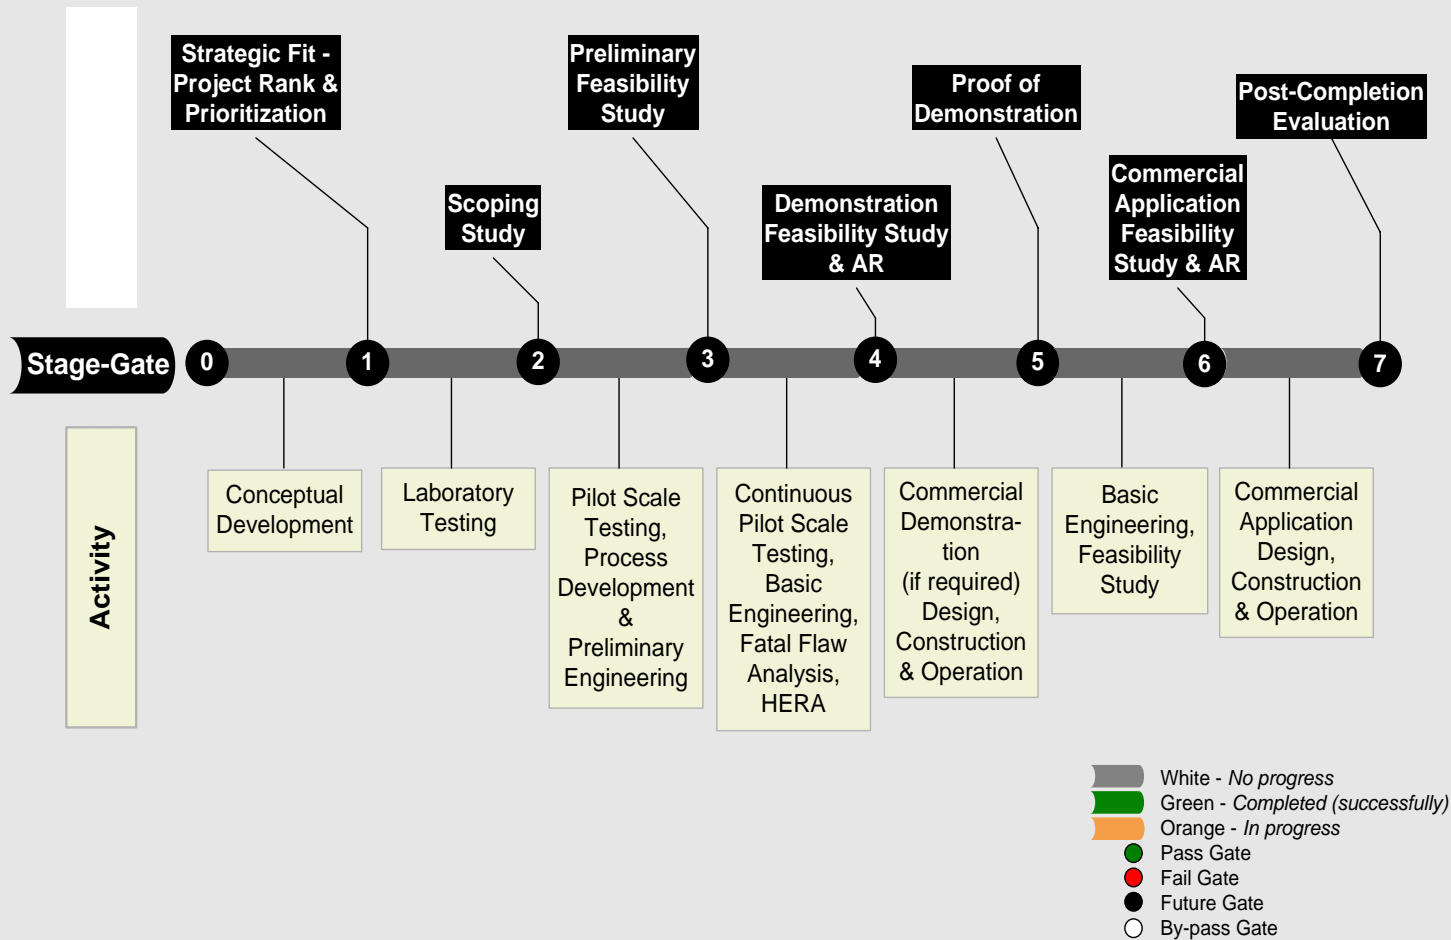 Strategic Fit -
Project Rank &
Prioritization
Preliminary
Feasibility
Study
Proof of
Demonstration
Post-Completion
Evaluation
Scoping
Study
Demonstration
Feasibility Study
& AR
Commercial
Application
Feasibility
Study & AR
Stage-Gate
0
1
2
3
4
5
6
7
Activity
Conceptual
Development
Laboratory
Testing
Pilot Scale
Testing,
Process
Development
&
Preliminary
Engineering
Continuous
Pilot Scale
Testing,
Basic
Engineering,
Fatal Flaw
Analysis,
HERA
Commercial
Demonstra-
tion
(if required)
Design,
Construction
& Operation
Basic
Engineering,
Feasibility
Study
Commercial
Application
Design,
Construction
& Operation
White - No progress
Green - Completed (successfully)
Orange - In progress
Pass Gate
Fail Gate
Future Gate
By-pass Gate